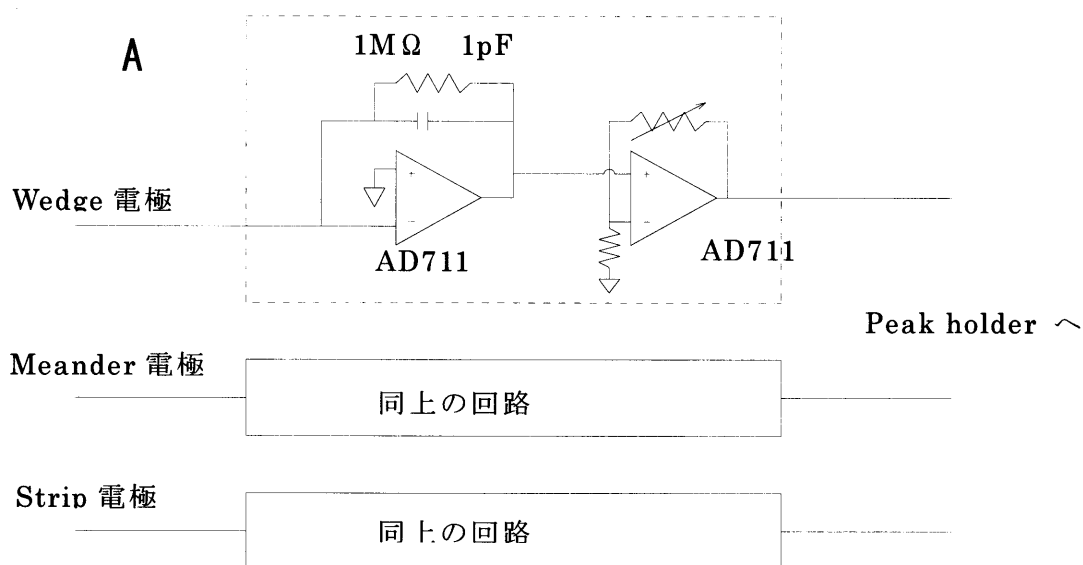 A
1MΩ 1pF
Wedge 電極
AD711
AD711
Peak holder へ
Meander 電極
同上の回路
Strip 電極
同上の回路